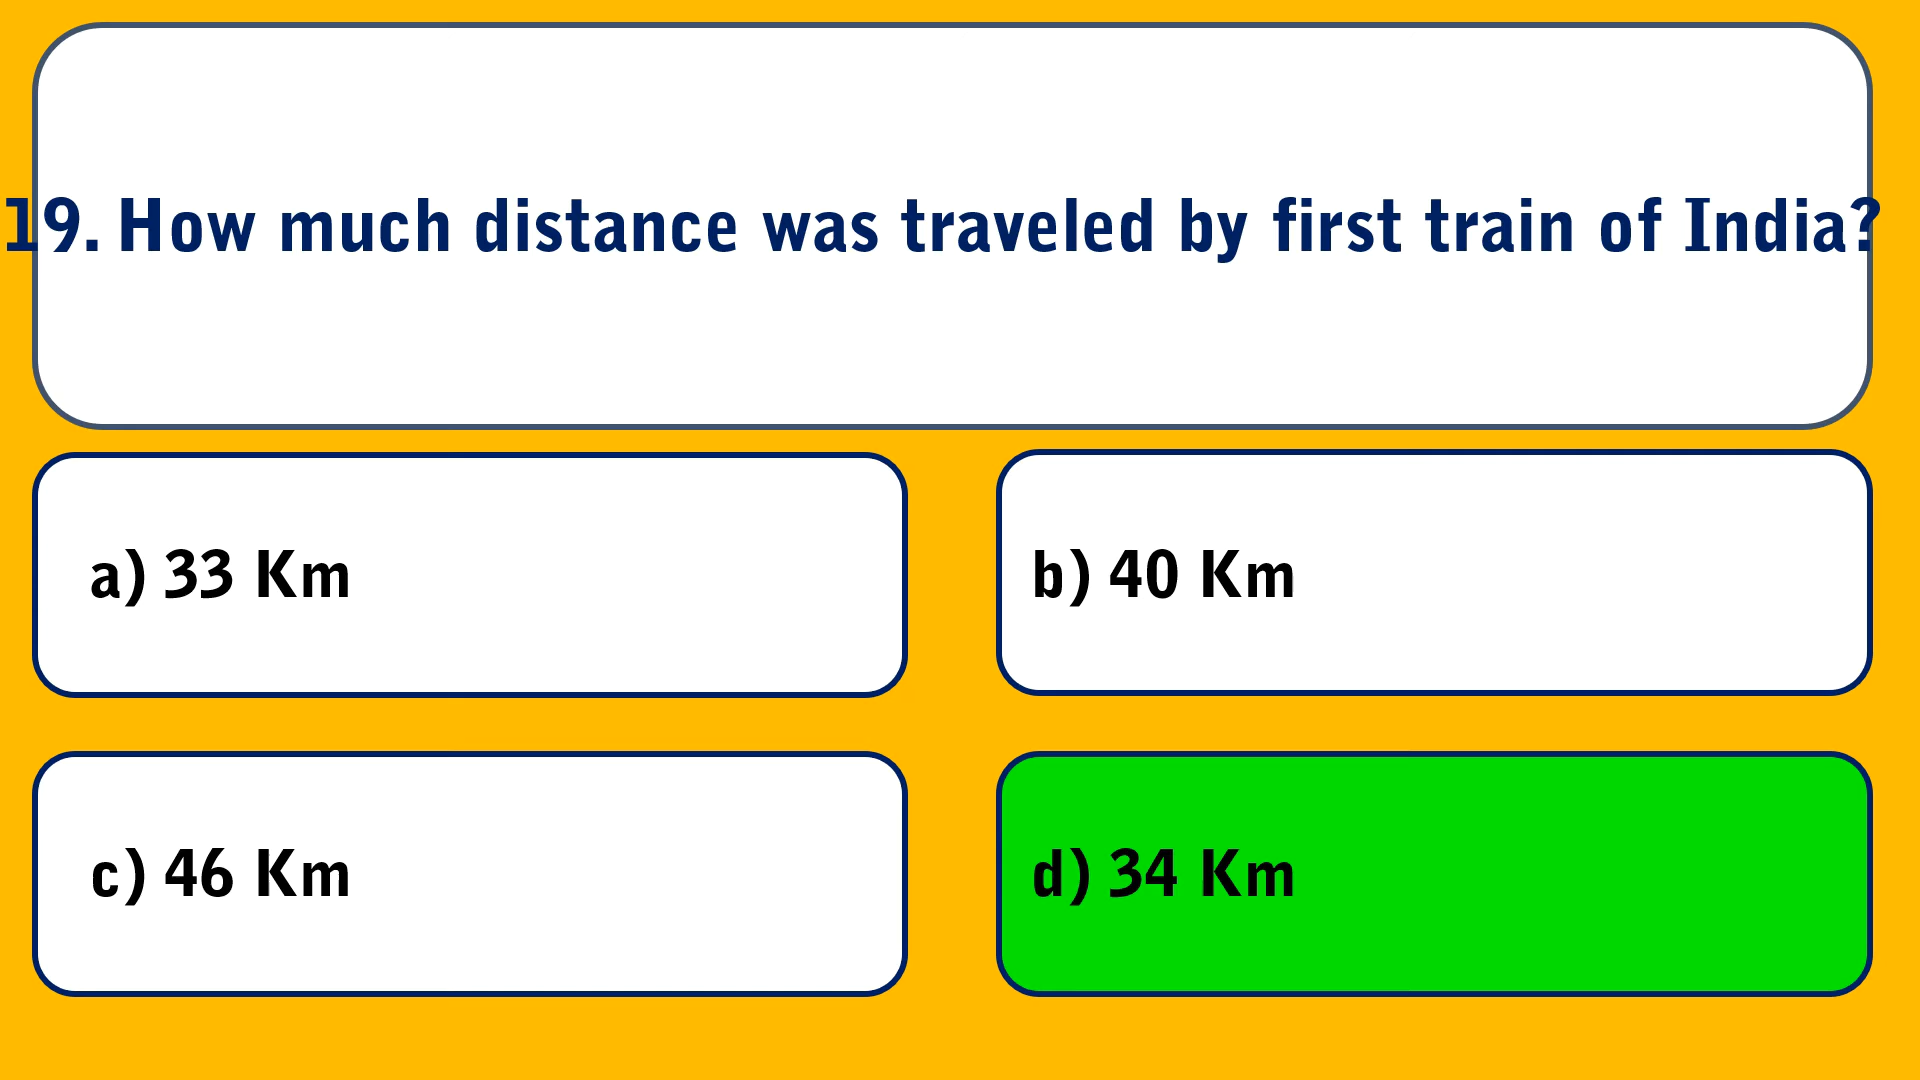 19. How much distance was traveled by first train of India?
a) 33 Km
b) 40 Km
c) 46 Km
d) 34 Km